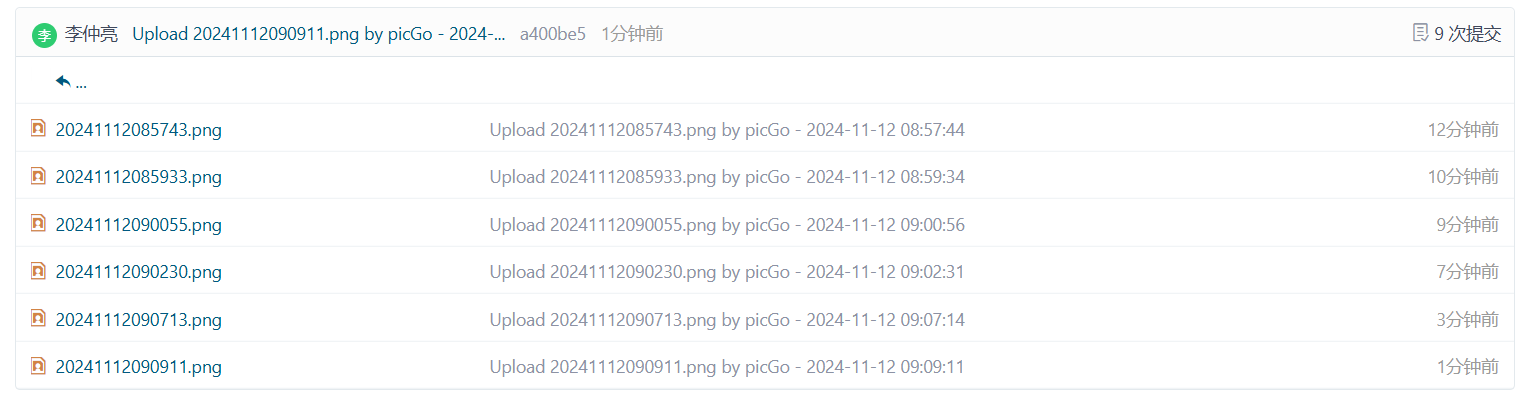 李 李仲亮 Upload 20241112090911.png by picGo - 2024-... a400be5 1分钟前 9 次提交
...
20241112085743.png Upload 20241112085743.png by picGo - 2024-11-12 08:57:44 12分钟前
20241112085933.png Upload 20241112085933.png by picGo - 2024-11-12 08:59:34 10分钟前
20241112090055.png Upload 20241112090055.png by picGo - 2024-11-12 09:00:56 9分钟前
20241112090230.png Upload 20241112090230.png by picGo - 2024-11-12 09:02:31 7分钟前
20241112090713.png Upload 20241112090713.png by picGo - 2024-11-12 09:07:14 3分钟前
20241112090911.png Upload 20241112090911.png by picGo - 2024-11-12 09:09:11 1分钟前